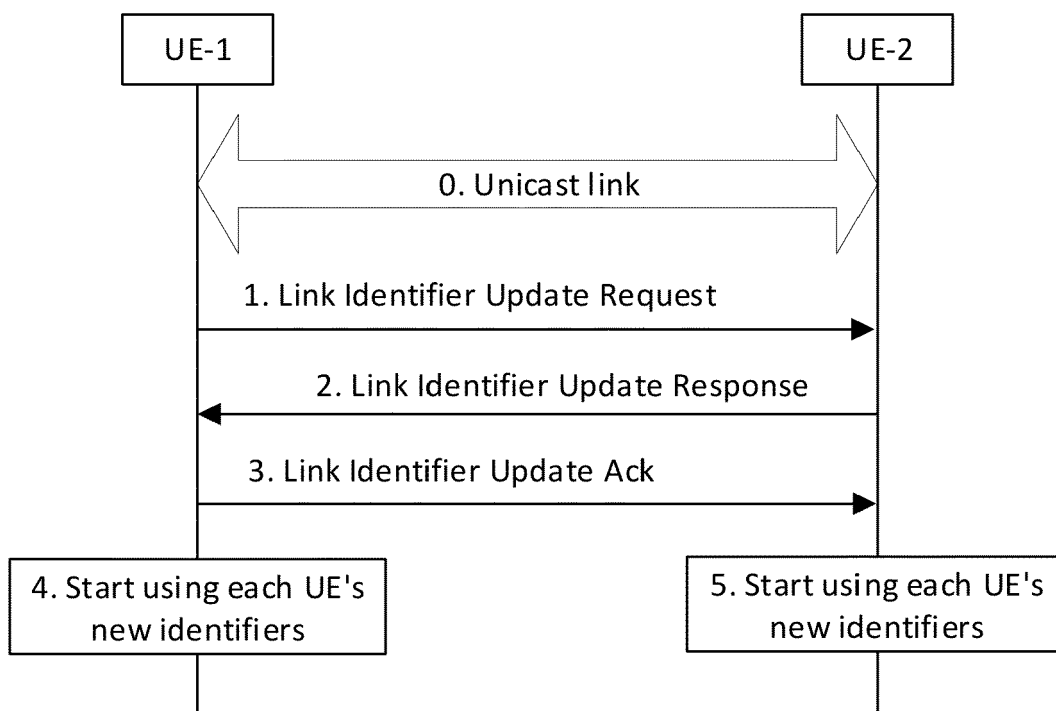 UE-1
UE-2
0. Unicast link
1. Link Identifier Update Request
2. Link Identifier Update Response
3. Link Identifier Update Ack
4. Start using each UE's
new identifiers
5. Start using each UE's
new identifiers